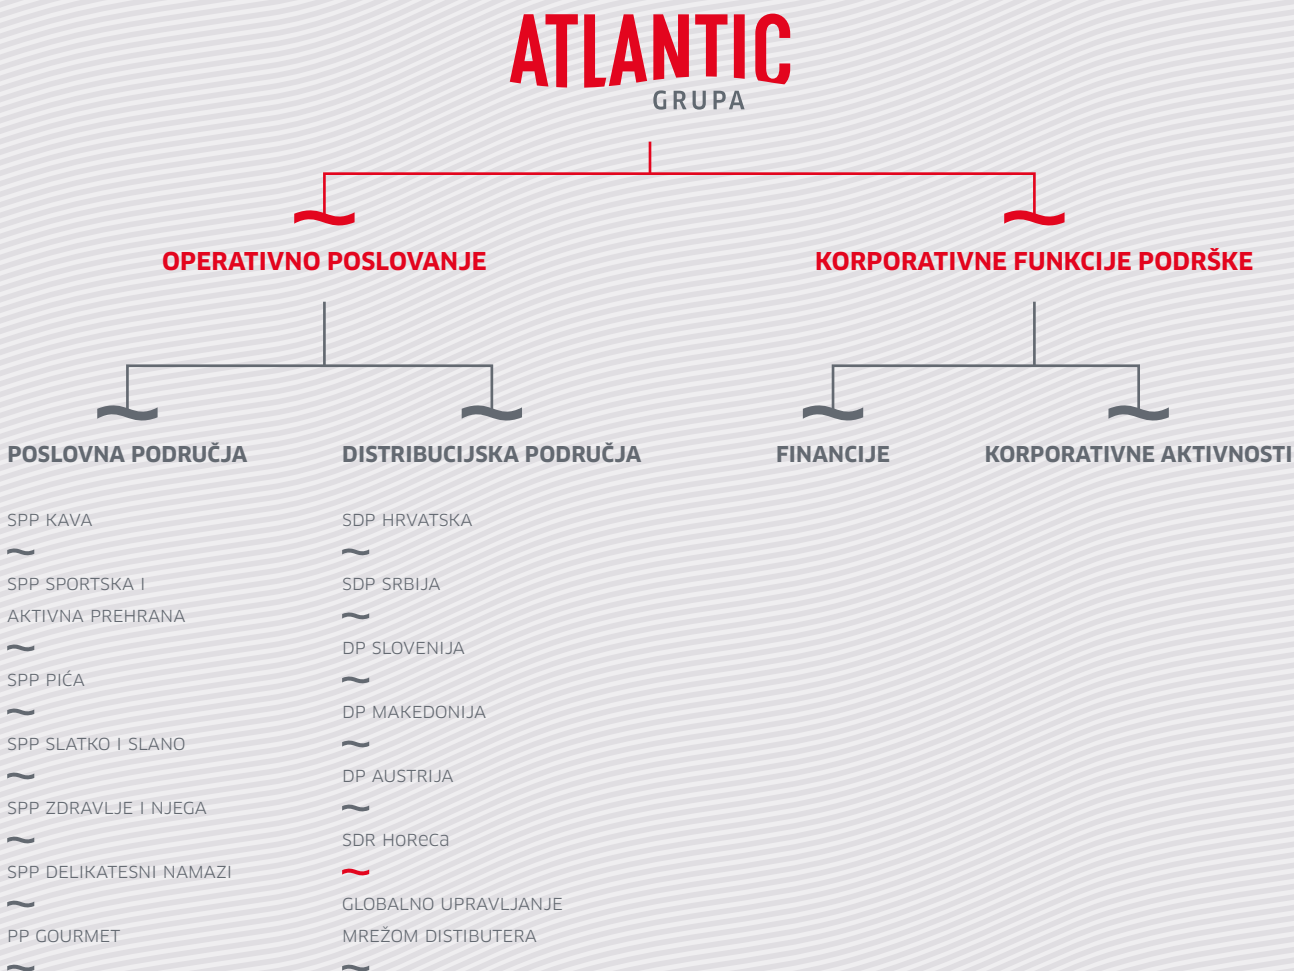 ATLANTIC
GRUPA
OPERATIVNO POSLOVANJE
KORPORATIVNE FUNKCIJE PODRŠKE
POSLOVNA PODRUČJA
DISTRIBUCIJSKA PODRUČJA
FINANCIJE
KORPORATIVNE AKTIVNOSTI
SPP KAVA
SPP SPORTSKA I
AKTIVNA PREHRANA
SPP PIĆA
SPP SLATKO I SLANO
SPP ZDRAVLJE I NJEGA
SPP DELIKATESNI NAMAZI
PP GOURMET
SDP HRVATSKA
SDP SRBIJA
DP SLOVENIJA
DP MAKEDONIJA
DP AUSTRIJA
SDR HoReCa
GLOBALNO UPRAVLJANJE
MREŽOM DISTIBUTERA